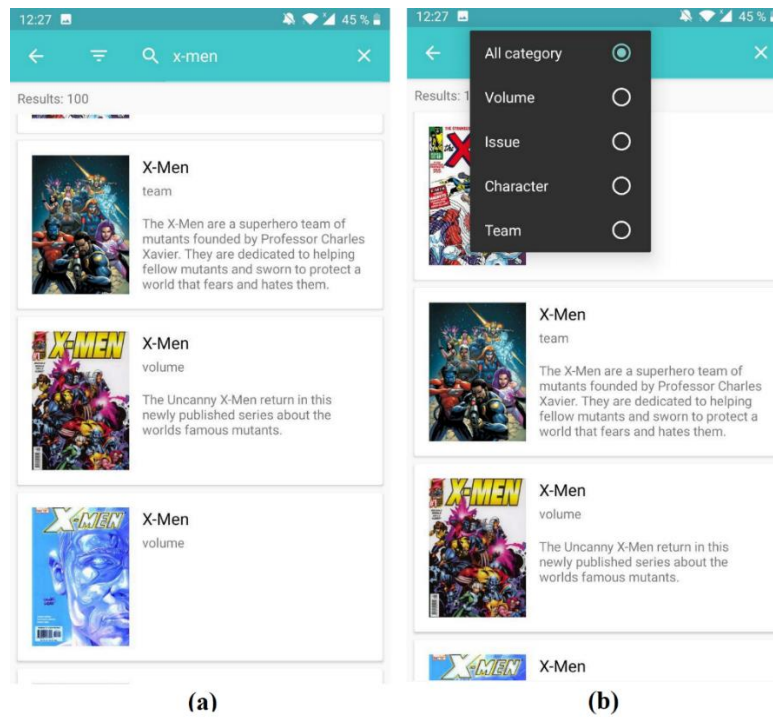 12:27 45 %
x-men
Results: 100
X-Men
team
The X-Men are a superhero team of
mutants founded by Professor Charles
Xavier. They are dedicated to helping
fellow mutants and sworn to protect a
world that fears and hates them.
X-MEN
X-Men
volume
The Uncanny X-Men return in this
newly published series about the
worlds famous mutants.
X-MEN
X-Men
volume
(a)
12:27 45 %
All category
Volume
Issue
Character
Team
Results: 1
X-Men
team
The X-Men are a superhero team of
mutants founded by Professor Charles
Xavier. They are dedicated to helping
fellow mutants and sworn to protect a
world that fears and hates them.
X-MEN
X-Men
volume
The Uncanny X-Men return in this
newly published series about the
worlds famous mutants.
X-MEN
X-Men
(b)